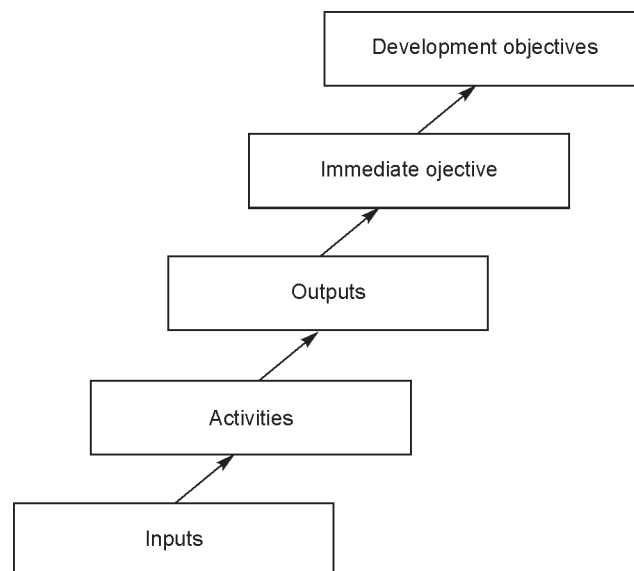 Development objectives
Immediate ojective
Outputs
Activities
Inputs